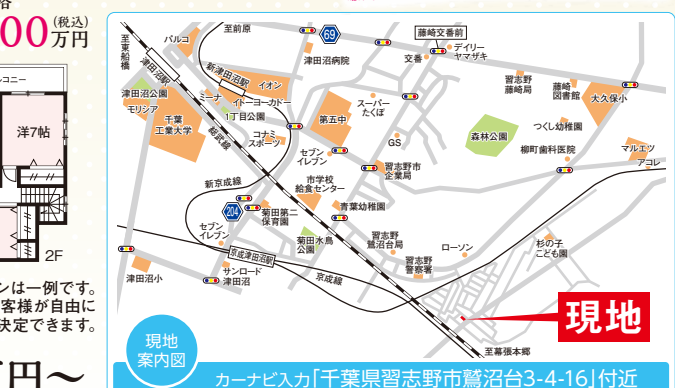 (税込)
00万円
コニー
洋7帖
2F
ンは一例です。
客様が自由に
決定できます。
万円～
至東船橋
パルコ
至前原
69
津田沼病院
藤崎交番前
交番
デイリーヤマザキ
津田沼駅
新津田沼駅
イオン
津田沼公園
モリシア
ミーナ
イトーヨーカドー
1丁目公園
千葉工業大学
総武線
コナミスポーツ
第五中
スーパーたくぼ
習志野藤崎局
藤崎図書館
大久保小
森林公園
つくし幼稚園
柳町歯科医院
マルエツ
アコレ
セブンイレブン
GS
習志野市企業局
新京成線
市学校給食センター
青葉幼稚園
204
菊田第二保育園
セブンイレブン
菊田水鳥公園
習志野鷺沼台局
習志野警察署
ローソン
杉の子こども園
京成津田沼駅
京成線
津田沼小
サンロード津田沼
至幕張本郷
現地
現地
案内図
カーナビ入力「千葉県習志野市鷺沼台3-4-16」付近